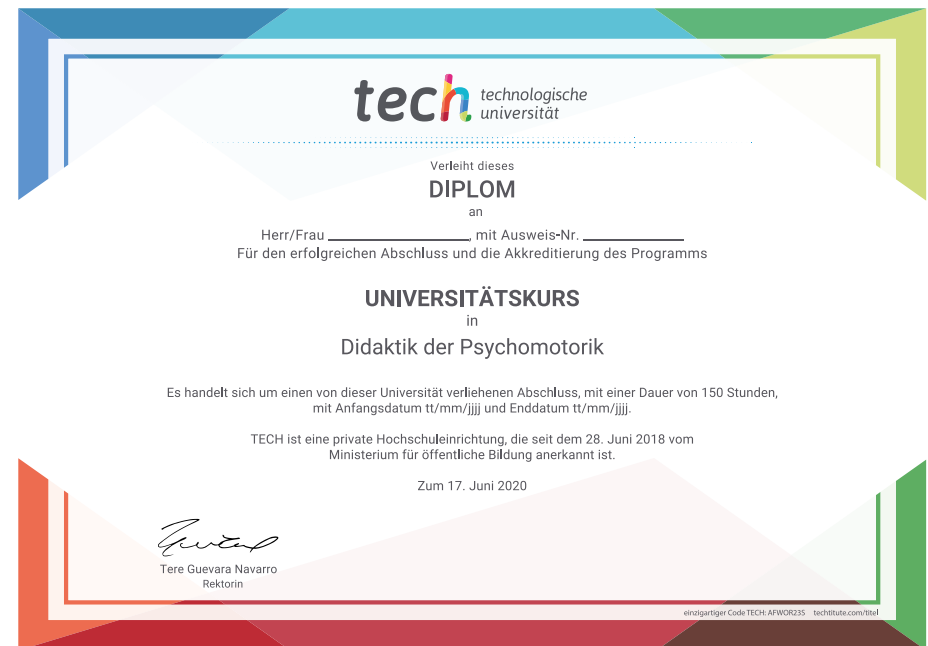 tech technologische
universität
Verleiht dieses
DIPLOM
an
Herr/Frau ____________________, mit Ausweis-Nr. ______________
Für den erfolgreichen Abschluss und die Akkreditierung des Programms
UNIVERSITÄTSKURS
in
Didaktik der Psychomotorik
Es handelt sich um einen von dieser Universität verliehenen Abschluss, mit einer Dauer von 150 Stunden,
mit Anfangsdatum tt/mm/jjjj und Enddatum tt/mm/jjjj.
TECH ist eine private Hochschuleinrichtung, die seit dem 28. Juni 2018 vom
Ministerium für öffentliche Bildung anerkannt ist.
Zum 17. Juni 2020
Tere Guevara Navarro
Rektorin
einzigartiger Code TECH: AFWOR23S techtitute.com/titel